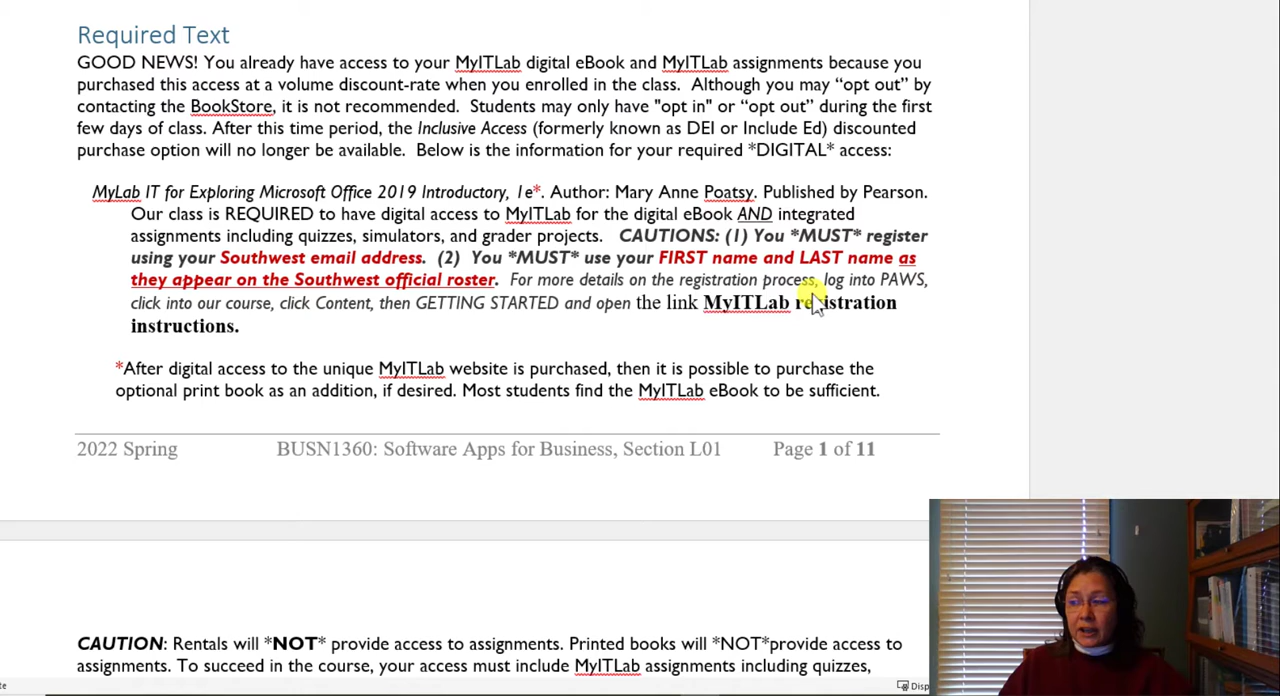 Required Text
GOOD NEWS! You already have access to your MyITLab digital eBook and MyITLab assignments because you
purchased this access at a volume discount-rate when you enrolled in the class. Although you may “opt out” by
contacting the BookStore, it is not recommended. Students may only have "opt in" or “opt out” during the first
few days of class. After this time period, the Inclusive Access (formerly known as DEI or Include Ed) discounted
purchase option will no longer be available. Below is the information for your required *DIGITAL* access:
MyLab IT for Exploring Microsoft Office 2019 Introductory, 1e*. Author: Mary Anne Poatsy. Published by Pearson.
Our class is REQUIRED to have digital access to MyITLab for the digital eBook AND integrated
assignments including quizzes, simulators, and grader projects. CAUTIONS: (1) You *MUST* register
using your Southwest email address. (2) You *MUST* use your FIRST name and LAST name as
they appear on the Southwest official roster. For more details on the registration process, log into PAWS,
click into our course, click Content, then GETTING STARTED and open the link MyITLab registration
instructions.
*After digital access to the unique MyITLab website is purchased, then it is possible to purchase the
optional print book as an addition, if desired. Most students find the MyITLab eBook to be sufficient.
2022 Spring BUSN1360: Software Apps for Business, Section L01 Page 1 of 11
CAUTION: Rentals will *NOT* provide access to assignments. Printed books will *NOT*provide access to
assignments. To succeed in the course, your access must include MyITLab assignments including quizzes,